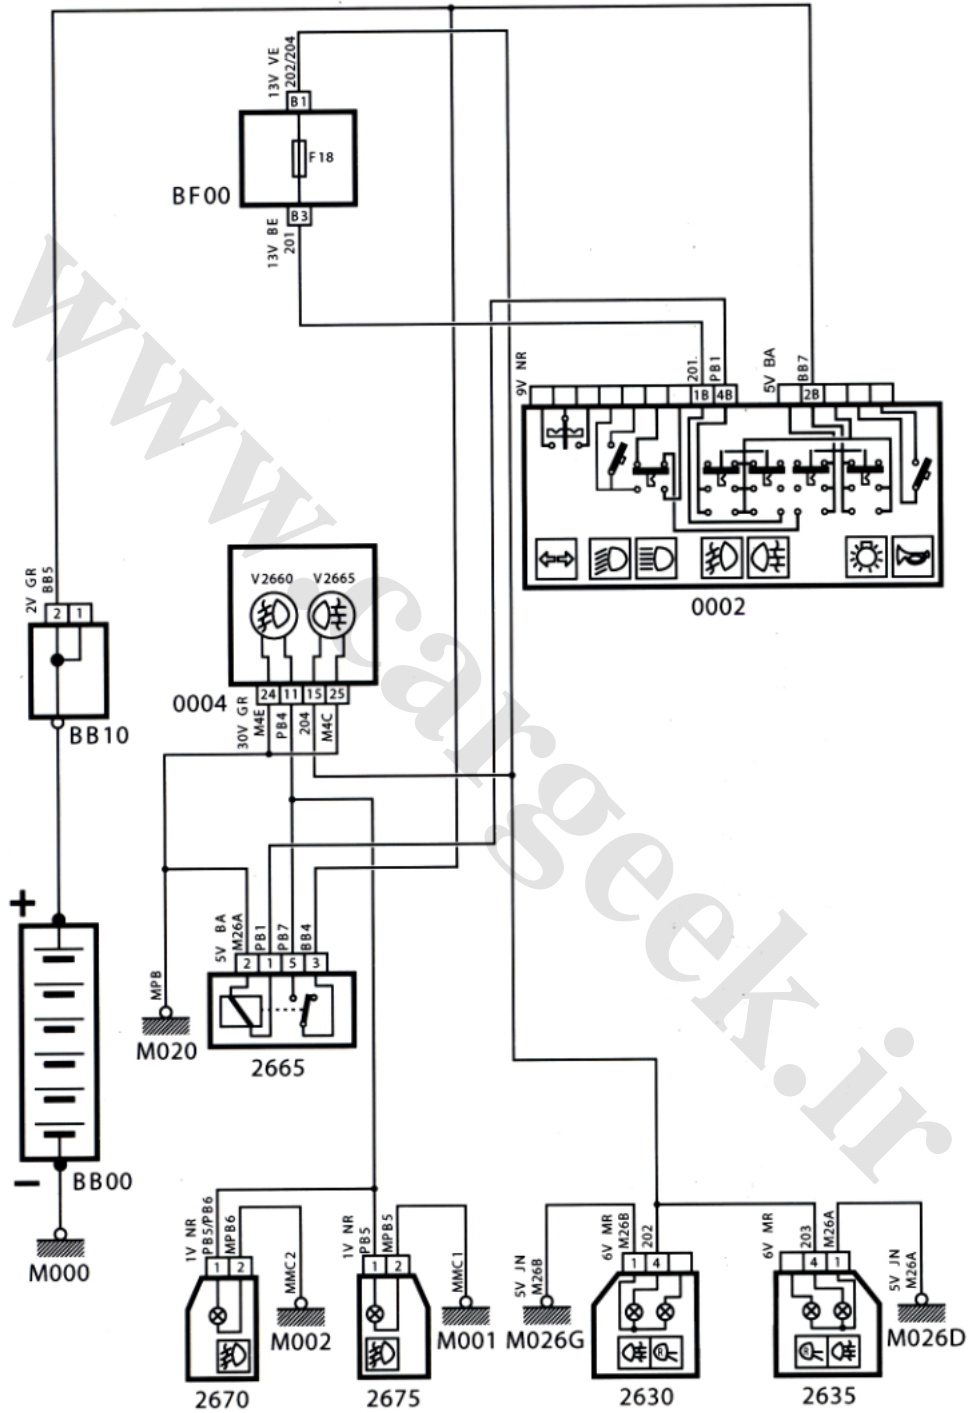 13V VE
202/204
B1
F18
BF00
B3
13V BE
201
9V NR
201.
PB1
5V BA
BB7
1B
4B
2B
0002
2V GR
BB5
2
1
BB10
V2660
V2665
0004
24
11
15
25
30V GR
M4E
PB4
204
M4C
+
-
BB00
M000
MPB
M020
5V BA
M26A
PB1
PB7
BB4
2
1
5
3
2665
1V NR
PB5/PB6
MPB6
1
2
MMC2
M002
2670
1V NR
PB5
MPB5
1
2
MMC1
M001
2675
5V JN
M26B
M026G
6V MR
M26B
202
1
4
R
2630
6V MR
203
M26A
4
1
R
2635
5V JN
M26A
M026D
www.cargeek.ir